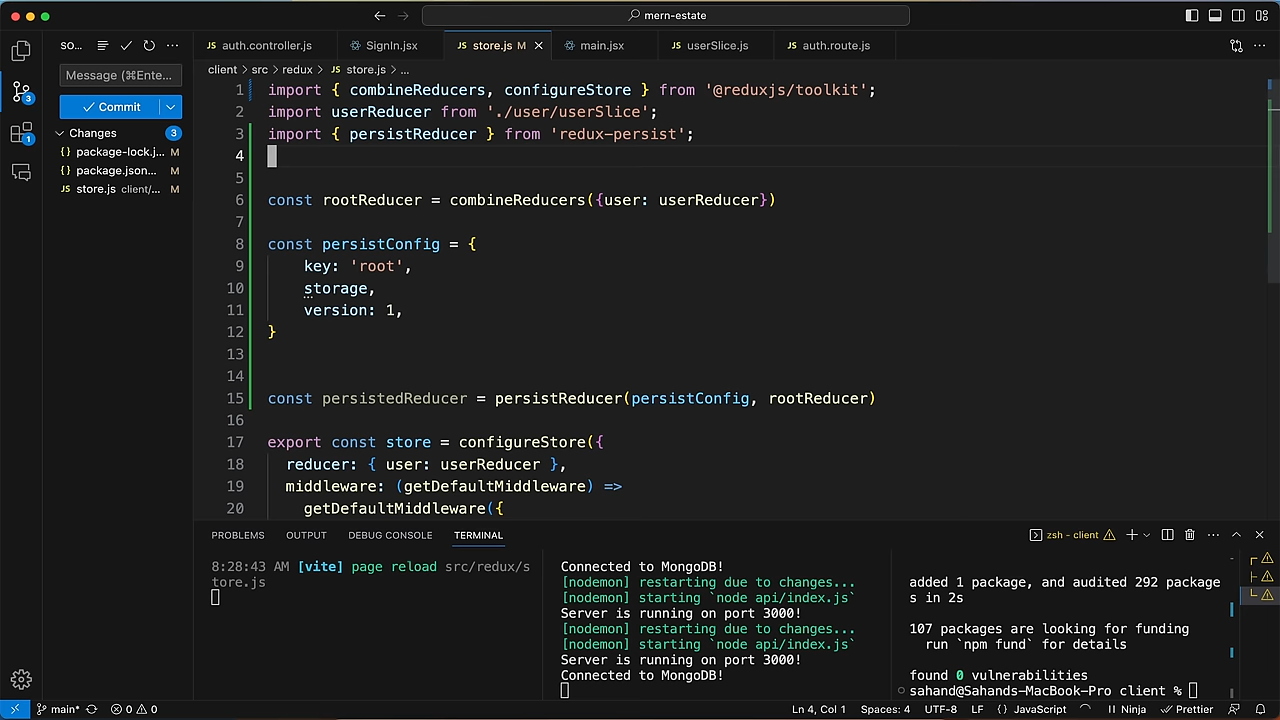 mern-estate
SO...
Message (⌘Ente...
Commit
Changes
3
package-lock.j... M
package.json... M
store.js client/... M
3
1
JS auth.controller.js
SignIn.jsx
JS store.js M
main.jsx
JS userSlice.js
JS auth.route.js
client > src > redux > JS store.js > ...
1 import { combineReducers, configureStore } from '@reduxjs/toolkit';
2 import userReducer from './user/userSlice';
3 import { persistReducer } from 'redux-persist';
4
5
6 const rootReducer = combineReducers({user: userReducer})
7
8 const persistConfig = {
9 key: 'root',
10 storage,
11 version: 1,
12 }
13
14
15 const persistedReducer = persistReducer(persistConfig, rootReducer)
16
17 export const store = configureStore({
18 reducer: { user: userReducer },
19 middleware: (getDefaultMiddleware) =>
20 getDefaultMiddleware({
PROBLEMS OUTPUT DEBUG CONSOLE TERMINAL
zsh - client
8:28:43 AM [vite] page reload src/redux/s
tore.js
Connected to MongoDB!
[nodemon] restarting due to changes...
[nodemon] starting `node api/index.js`
Server is running on port 3000!
[nodemon] restarting due to changes...
[nodemon] starting `node api/index.js`
Server is running on port 3000!
Connected to MongoDB!
added 1 package, and audited 292 package
s in 2s
107 packages are looking for funding
run `npm fund` for details
found 0 vulnerabilities
sahand@Sahands-MacBook-Pro client %
main* 0 0 Ln 4, Col 1 Spaces: 4 UTF-8 LF {} JavaScript Ninja Prettier